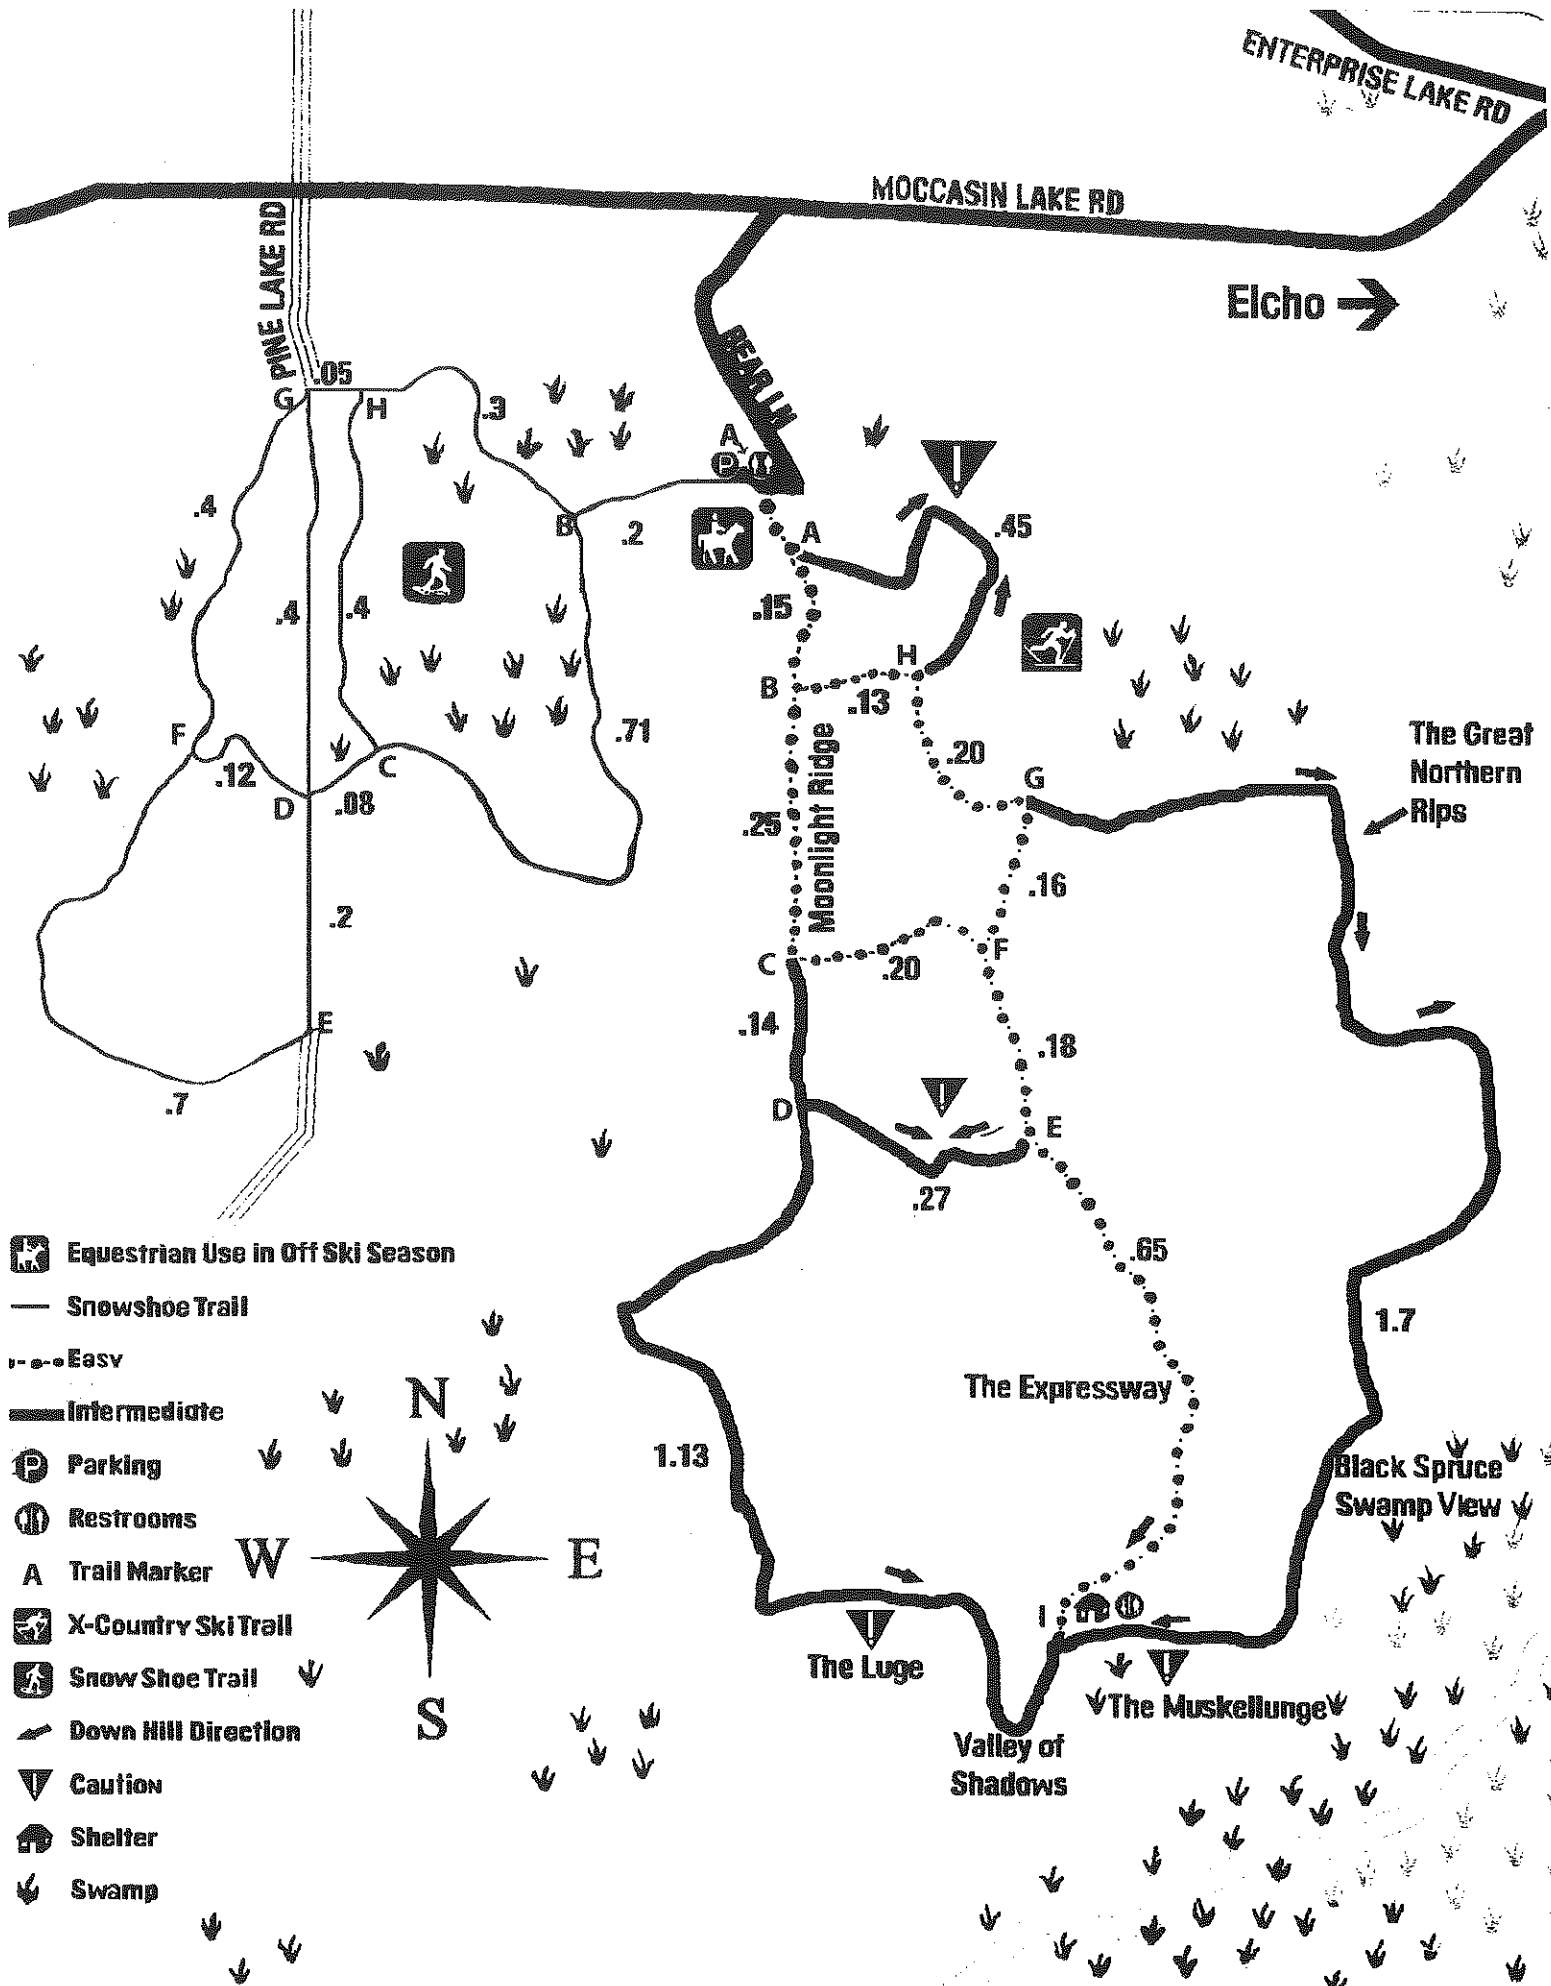 ENTERPRISE LAKE RD
MOCCASIN LAKE RD
PINE LAKE RD
Elcho
BEAR LN
.05
G
H
.3
A
P
.4
B
.2
A
.45
.4
.4
.15
H
B
.13
F
.12
C
.71
D
.08
.20
G
The Great
Northern
Rips
.25
Moonlight Ridge
.16
.2
C
.20
F
E
.14
.18
.7
D
E
.27
.65
1.7
The Expressway
1.13
Black Spruce
Swamp View
I
The Luge
The Muskellunge
Valley of
Shadows
Equestrian Use in Off Ski Season
Snowshoe Trail
Easy
Intermediate
P Parking
Restrooms
A Trail Marker
X-Country Ski Trail
Snow Shoe Trail
Down Hill Direction
Caution
Shelter
Swamp
N
W E
S